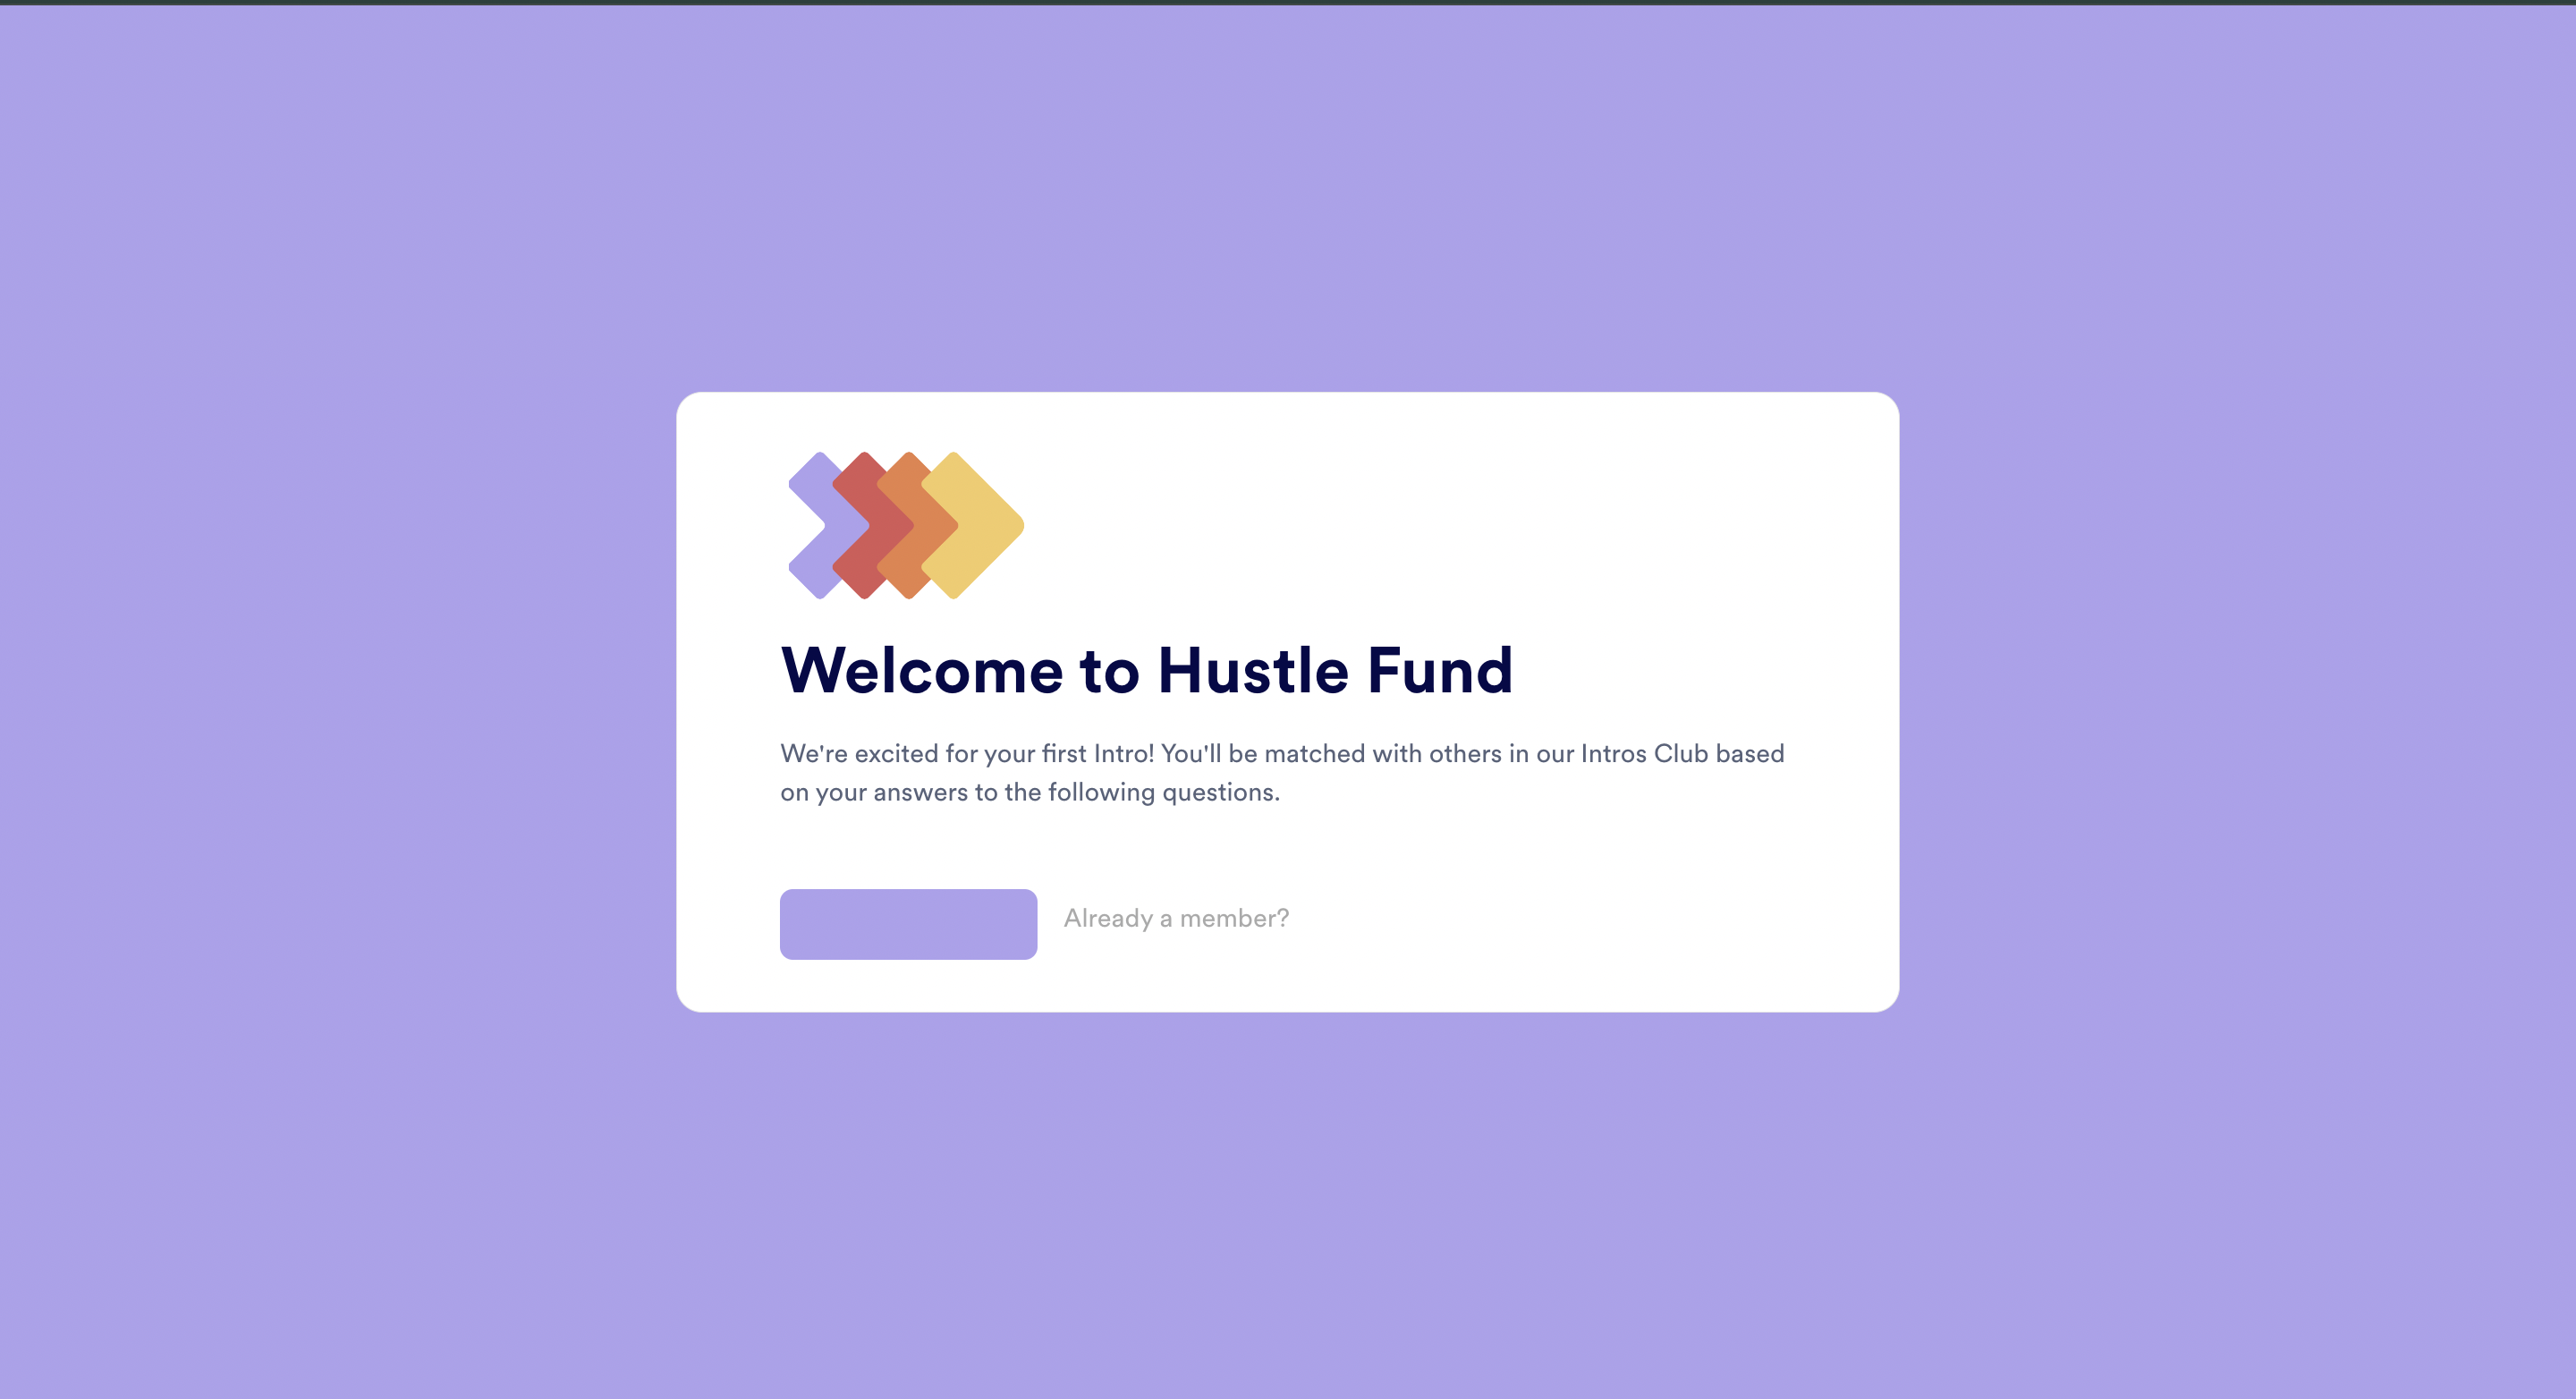 Welcome to Hustle Fund
We're excited for your first Intro! You'll be matched with others in our Intros Club based
on your answers to the following questions.
Already a member?